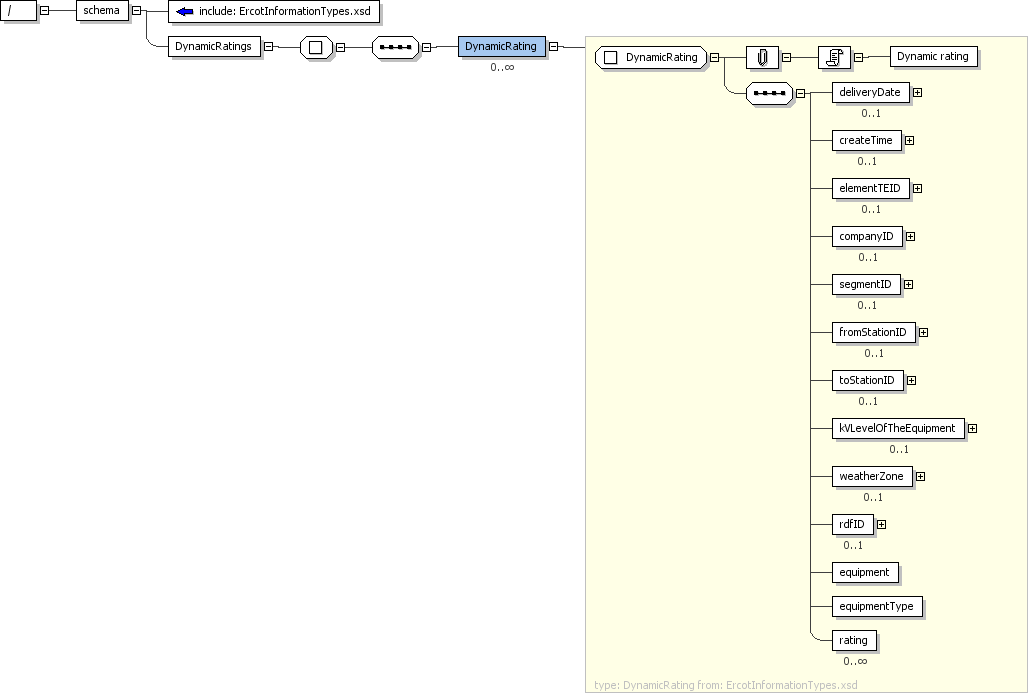 /
schema
include: ErcotInformationTypes.xsd
DynamicRatings
DynamicRating
0..∞
DynamicRating
Dynamic rating
deliveryDate
0..1
createTime
0..1
elementTEID
0..1
companyID
0..1
segmentID
0..1
fromStationID
0..1
toStationID
0..1
kVLevelOfTheEquipment
0..1
weatherZone
0..1
rdfID
0..1
equipment
equipmentType
rating
0..∞
type: DynamicRating from: ErcotInformationTypes.xsd